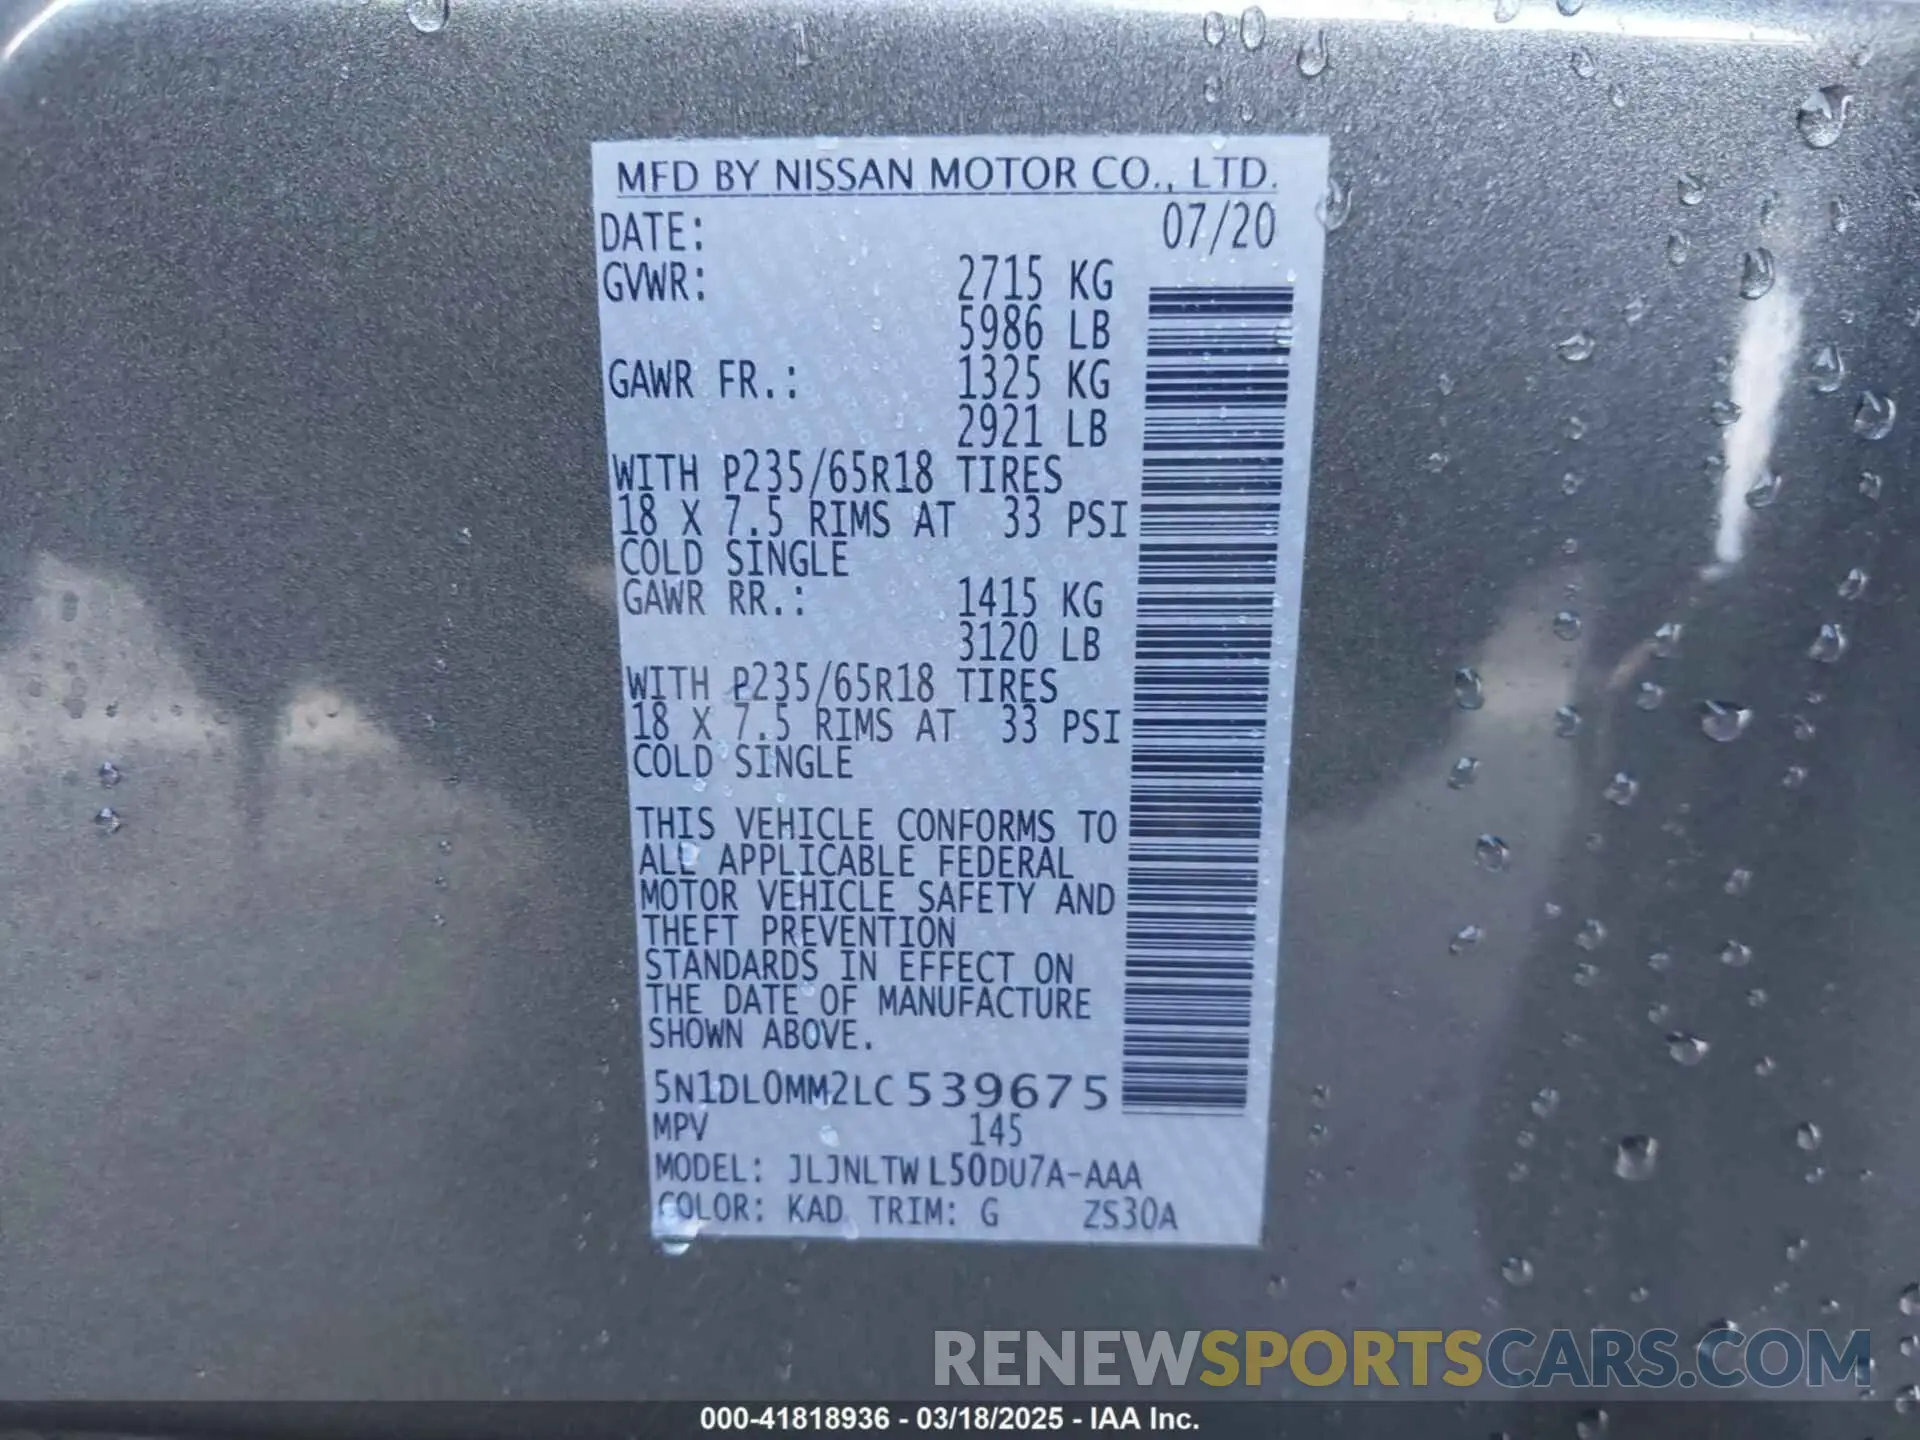 MFD BY NISSAN MOTOR CO., LTD.
DATE: 07/20
GVWR: 2715 KG
5986 LB
GAWR FR.: 1325 KG
2921 LB
WITH P235/65R18 TIRES
18 X 7.5 RIMS AT 33 PSI
COLD SINGLE
GAWR RR.: 1415 KG
3120 LB
WITH P235/65R18 TIRES
18 X 7.5 RIMS AT 33 PSI
COLD SINGLE
THIS VEHICLE CONFORMS TO
ALL APPLICABLE FEDERAL
MOTOR VEHICLE SAFETY AND
THEFT PREVENTION
STANDARDS IN EFFECT ON
THE DATE OF MANUFACTURE
SHOWN ABOVE.
5N1DL0MM2LC539675
MPV 145
MODEL: JLJNLTWL50DU7A-AAA
COLOR: KAD TRIM: G ZS30A
RENEWSPORTSCARS.COM
000-41818936 - 03/18/2025 - IAA Inc.